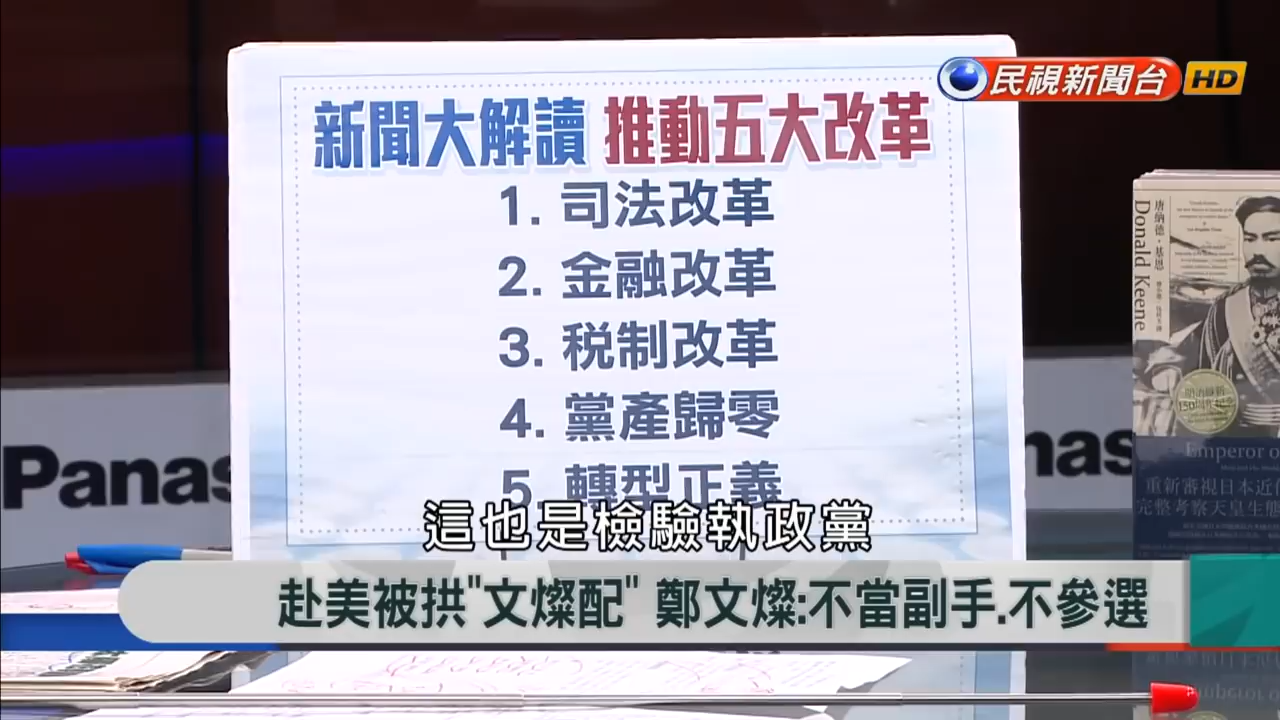 民視新聞台 HD
新聞大解讀 推動五大改革
1. 司法改革
2. 金融改革
3. 税制改革
4. 黨產歸零
5. 轉型正義
唐納德·基恩
Donald Keene
Emperor o
重新審視日本近
完整考察天皇生態
Panas
nas
這也是檢驗執政黨
赴美被拱"文燦配" 鄭文燦:不當副手.不參選